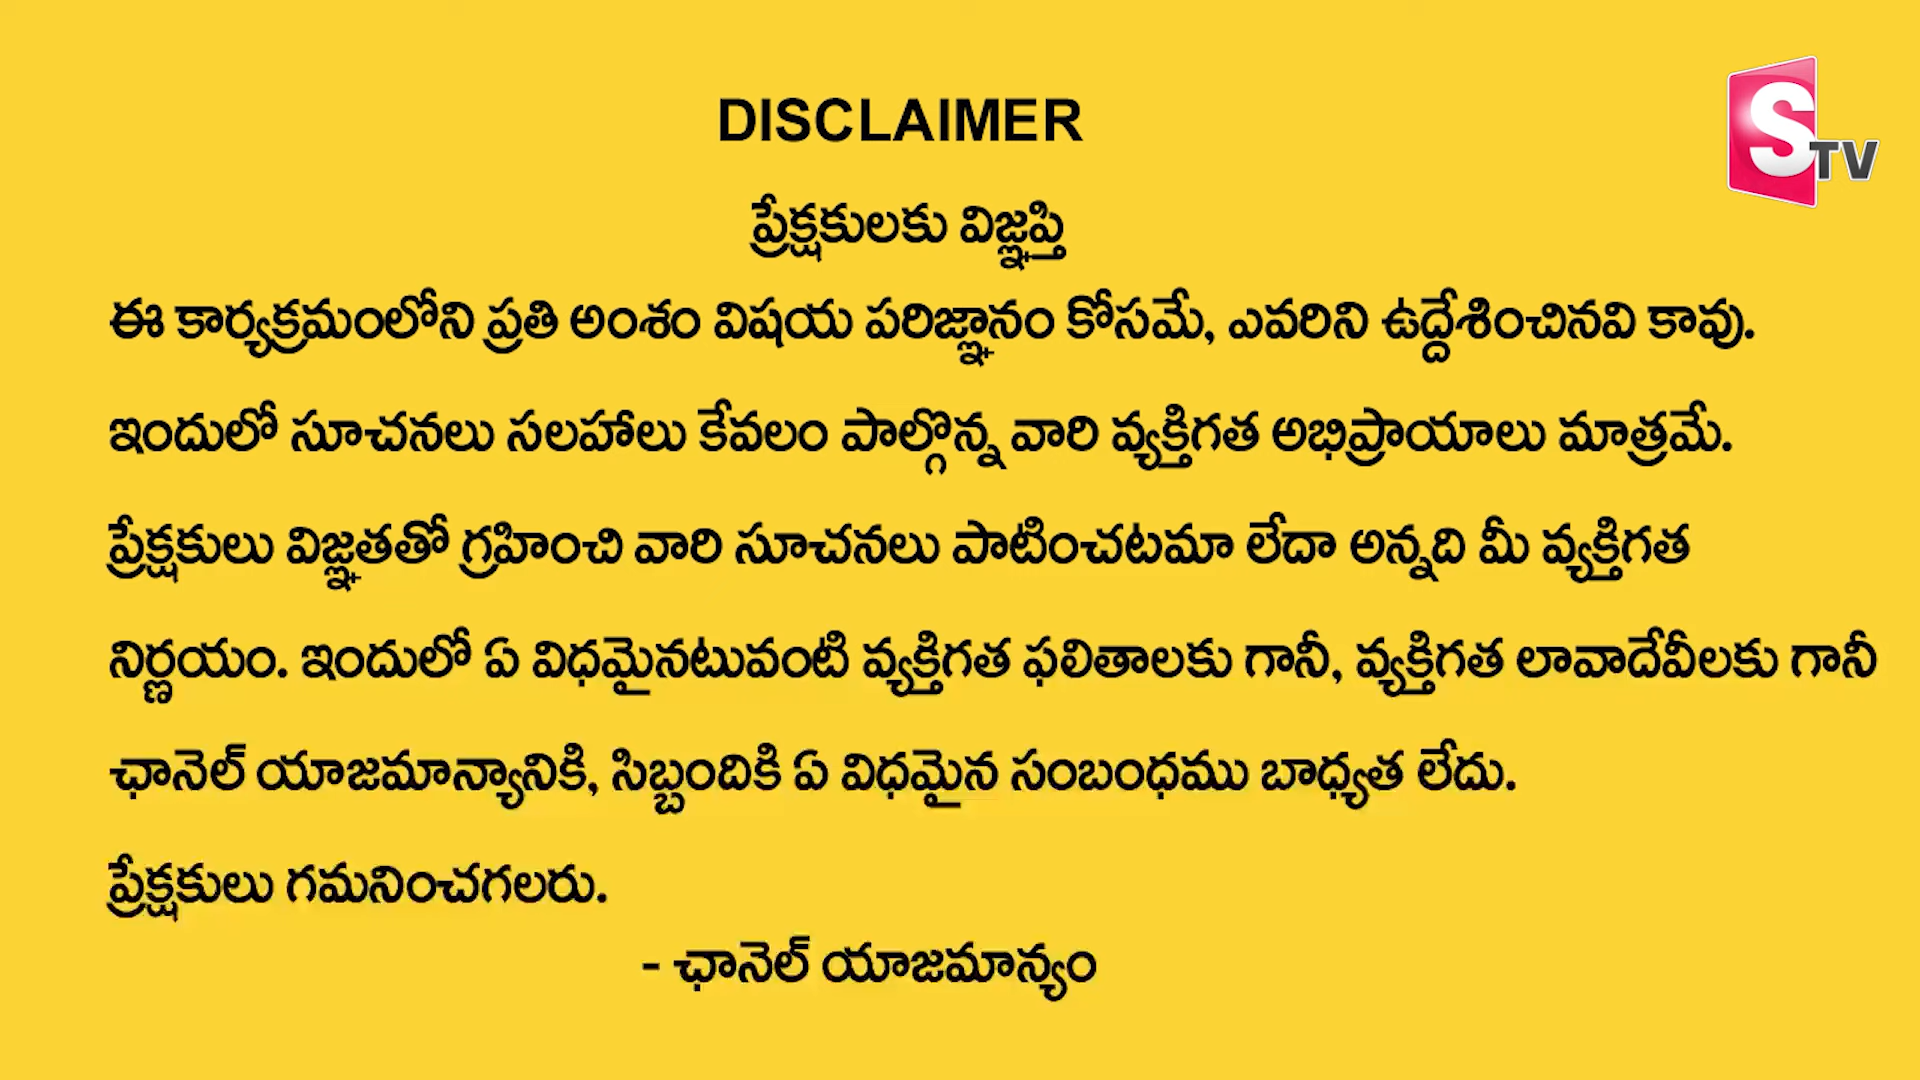 DISCLAIMER
STV
ప్రేక్షకులకు విజ్ఞప్తి
ఈ కార్యక్రమంలోని ప్రతి అంశం విషయ పరిజ్ఞానం కోసమే, ఎవరిని ఉద్దేశించినవి కావు.
ఇందులో సూచనలు సలహాలు కేవలం పాల్గొన్న వారి వ్యక్తిగత అభిప్రాయాలు మాత్రమే.
ప్రేక్షకులు విజ్ఞతతో గ్రహించి వారి సూచనలు పాటించటమా లేదా అన్నది మీ వ్యక్తిగత
నిర్ణయం. ఇందులో ఏ విధమైనటువంటి వ్యక్తిగత ఫలితాలకు గానీ, వ్యక్తిగత లావాదేవీలకు గానీ
ఛానెల్ యాజమాన్యానికి, సిబ్బందికి ఏ విధమైన సంబంధము బాధ్యత లేదు.
ప్రేక్షకులు గమనించగలరు.
- ఛానెల్ యాజమాన్యం